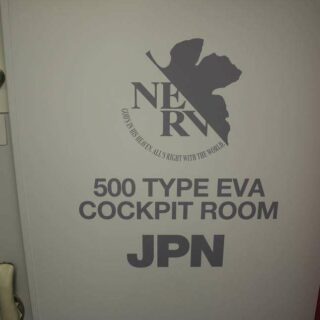 NERV
GOD'S IN HIS HEAVEN. ALL'S RIGHT WITH THE WORLD.
500 TYPE EVA
COCKPIT ROOM
JPN